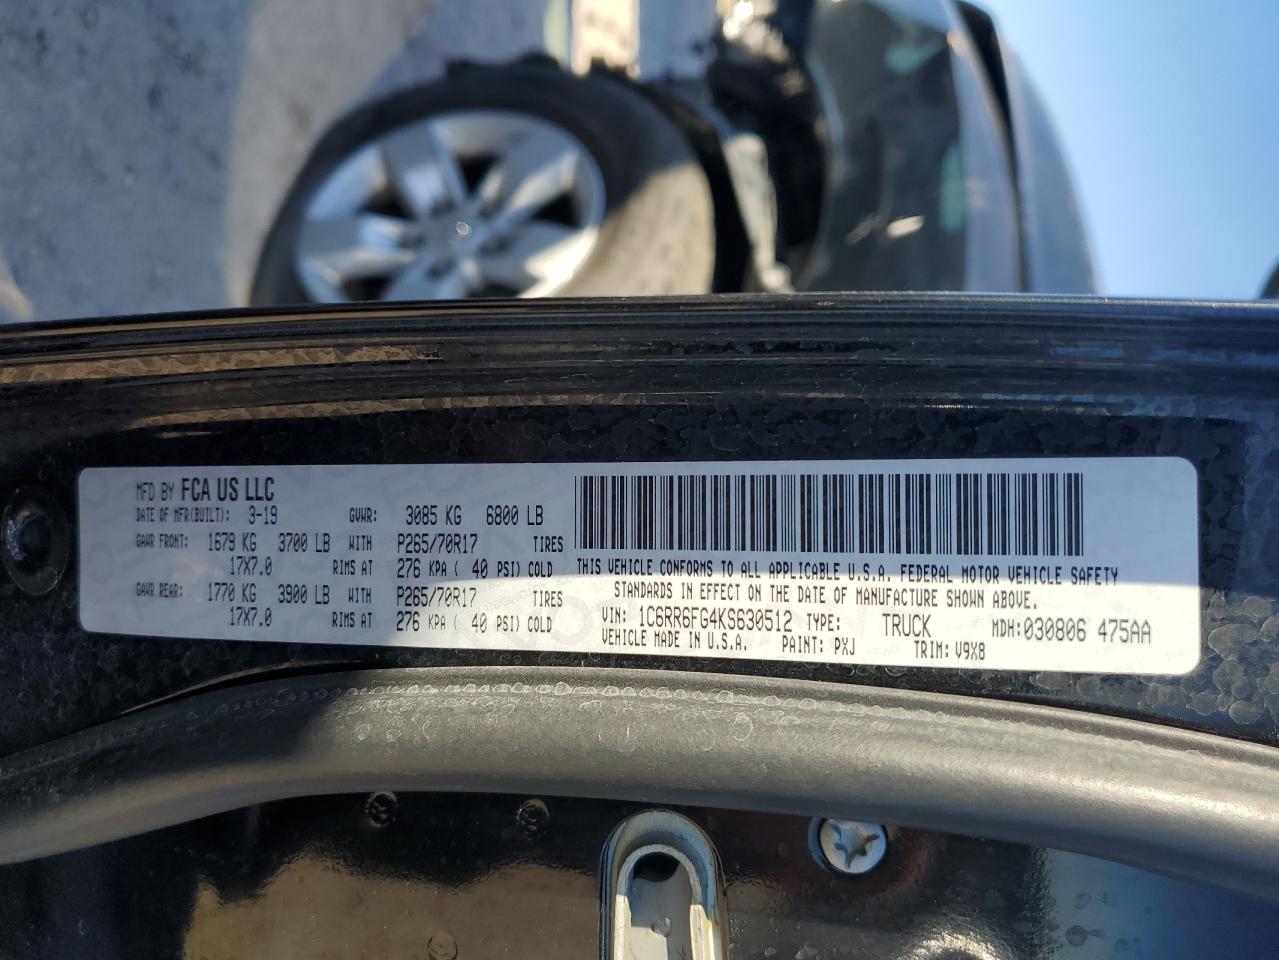 MFD BY FCA US LLC
DATE OF MFR(BUILT): 3-19 GVWR: 3085 KG 6800 LB
GAWR FRONT: 1679 KG 3700 LB WITH P265/70R17 TIRES
17X7.0 RIMS AT 276 KPA ( 40 PSI) COLD
GAWR REAR: 1770 KG 3900 LB WITH P265/70R17 TIRES
17X7.0 RIMS AT 276 KPA ( 40 PSI) COLD
THIS VEHICLE CONFORMS TO ALL APPLICABLE U.S.A. FEDERAL MOTOR VEHICLE SAFETY
STANDARDS IN EFFECT ON THE DATE OF MANUFACTURE SHOWN ABOVE.
VIN: 1C6RR6FG4KS630512 TYPE: TRUCK MDH:030806 475AA
VEHICLE MADE IN U.S.A. PAINT: PXJ TRIM: V9X8